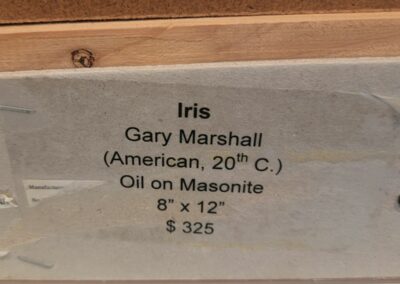 Iris
Gary Marshall
(American, 20th C.)
Oil on Masonite
8" x 12"
$ 325